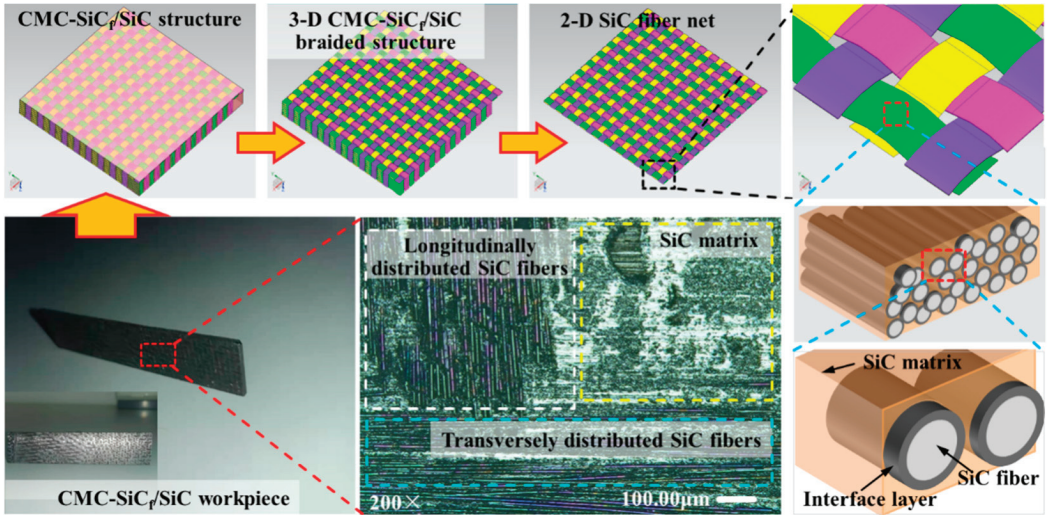 CMC-SiCf/SiC structure
3-D CMC-SiCf/SiC
braided structure
2-D SiC fiber net
Longitudinally
distributed SiC fibers
SiC matrix
Transversely distributed SiC fibers
200×
100.00μm
CMC-SiCf/SiC workpiece
SiC matrix
SiC fiber
Interface layer